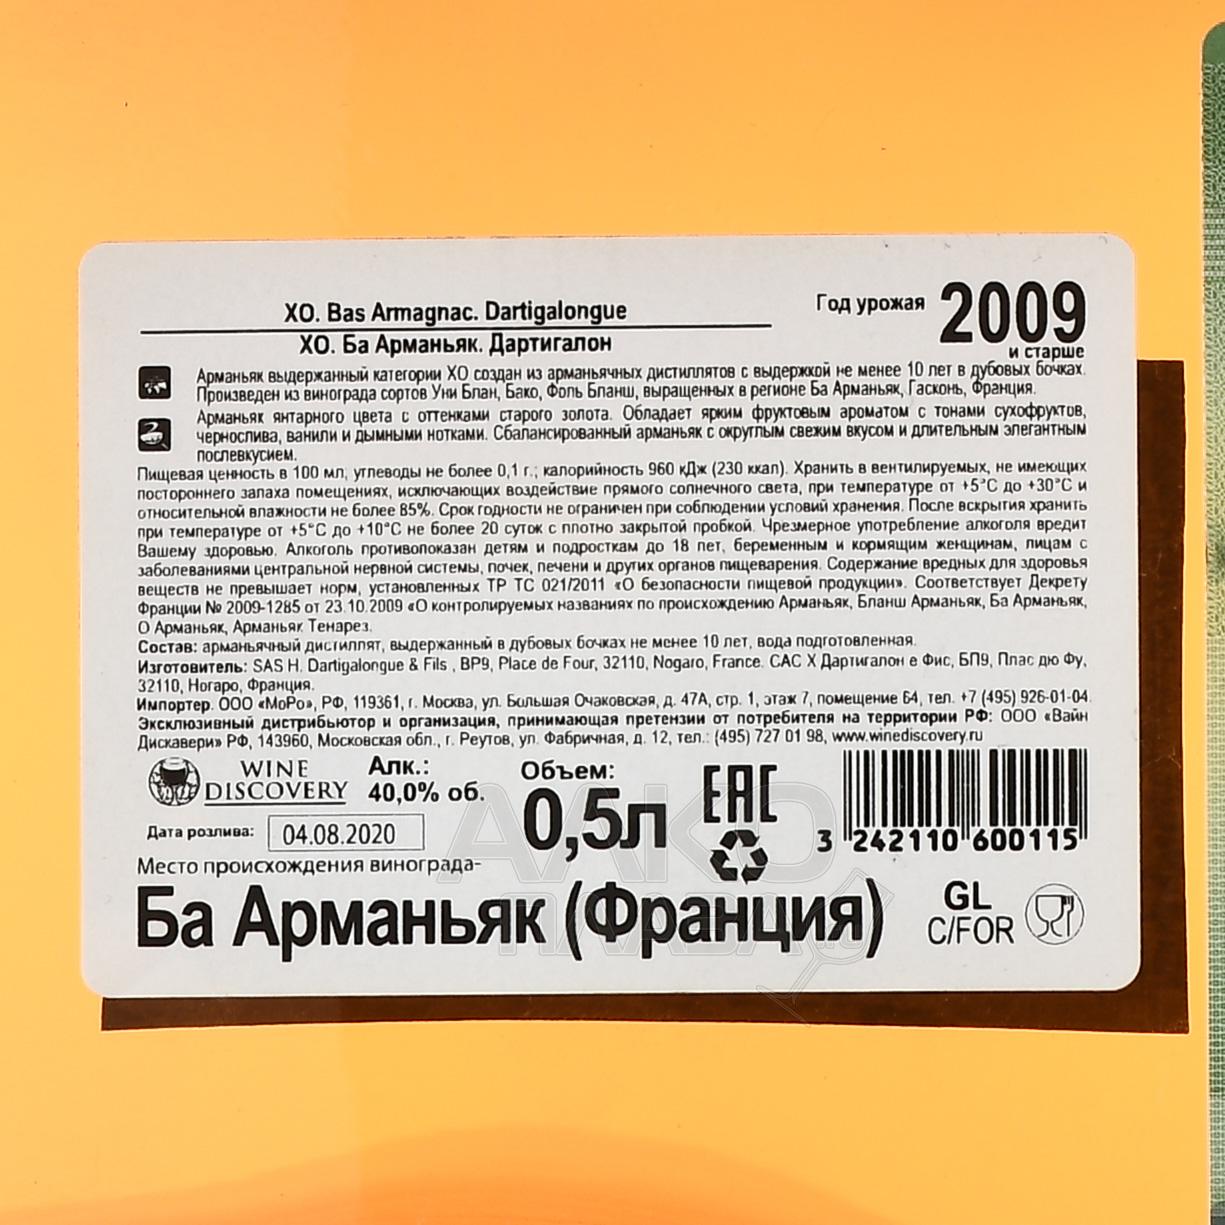 ХО. Bas Armagnac. Dartigalongue
ХО. Ба Арманьяк. Дартигалон
Год урожая 2009
и старше
Арманьяк выдержанный категории ХО создан из арманьячных дистиллятов с выдержкой не менее 10 лет в дубовых бочках.
Произведен из винограда сортов Уни Блан, Бако, Фоль Бланш, выращенных в регионе Ба Арманьяк, Гасконь, Франция.
Арманьяк янтарного цвета с оттенками старого золота. Обладает ярким фруктовым ароматом с тонами сухофруктов,
чернослива, ванили и дымными нотками. Сбалансированный арманьяк с округлым свежим вкусом и длительным элегантным
послевкусием.
Пищевая ценность в 100 мл, углеводы не более 0,1 г.; калорийность 960 кДж (230 ккал). Хранить в вентилируемых, не имеющих
постороннего запаха помещениях, исключающих воздействие прямого солнечного света, при температуре от +5°С до +30°С и
относительной влажности не более 85%. Срок годности не ограничен при соблюдении условий хранения. После вскрытия хранить
при температуре от +5°С до +10°С не более 20 суток с плотно закрытой пробкой. Чрезмерное употребление алкоголя вредит
Вашему здоровью. Алкоголь противопоказан детям и подросткам до 18 лет, беременным и кормящим женщинам, лицам с
заболеваниями центральной нервной системы, почек, печени и других органов пищеварения. Содержание вредных для здоровья
веществ не превышает норм, установленных ТР ТС 021/2011 «О безопасности пищевой продукции». Соответствует Декрету
Франции № 2009-1285 от 23.10.2009 «О контролируемых названиях по происхождению Арманьяк, Бланш Арманьяк, Ба Арманьяк,
О Арманьяк, Арманьяк Тенарез.
Состав: арманьячный дистиллят, выдержанный в дубовых бочках не менее 10 лет, вода подготовленная.
Изготовитель: SAS H. Dartigalongue & Fils , BP9, Place de Four, 32110, Nogaro, France. САС Х Дартигалон е Фис, БП9, Плас дю Фу,
32110, Ногаро, Франция.
Импортер. ООО «МоРо», РФ, 119361, г. Москва, ул. Большая Очаковская, д. 47А, стр. 1, этаж 7, помещение Б4, тел. +7 (495) 926-01-04.
Эксклюзивный дистрибьютор и организация, принимающая претензии от потребителя на территории РФ: ООО «Вайн
Дискавери» РФ, 143960, Московская обл., г. Реутов, ул. Фабричная, д. 12, тел.: (495) 727 01 98, www.winediscovery.ru
WINE
DISCOVERY
Алк.:
40,0% об.
Объем:
0,5л
EAC
3 242110 600115
Дата розлива: 04.08.2020
Место происхождения винограда-
Ба Арманьяк (Франция)
GL
C/FOR
АЛКО
ПЛАВА.RU